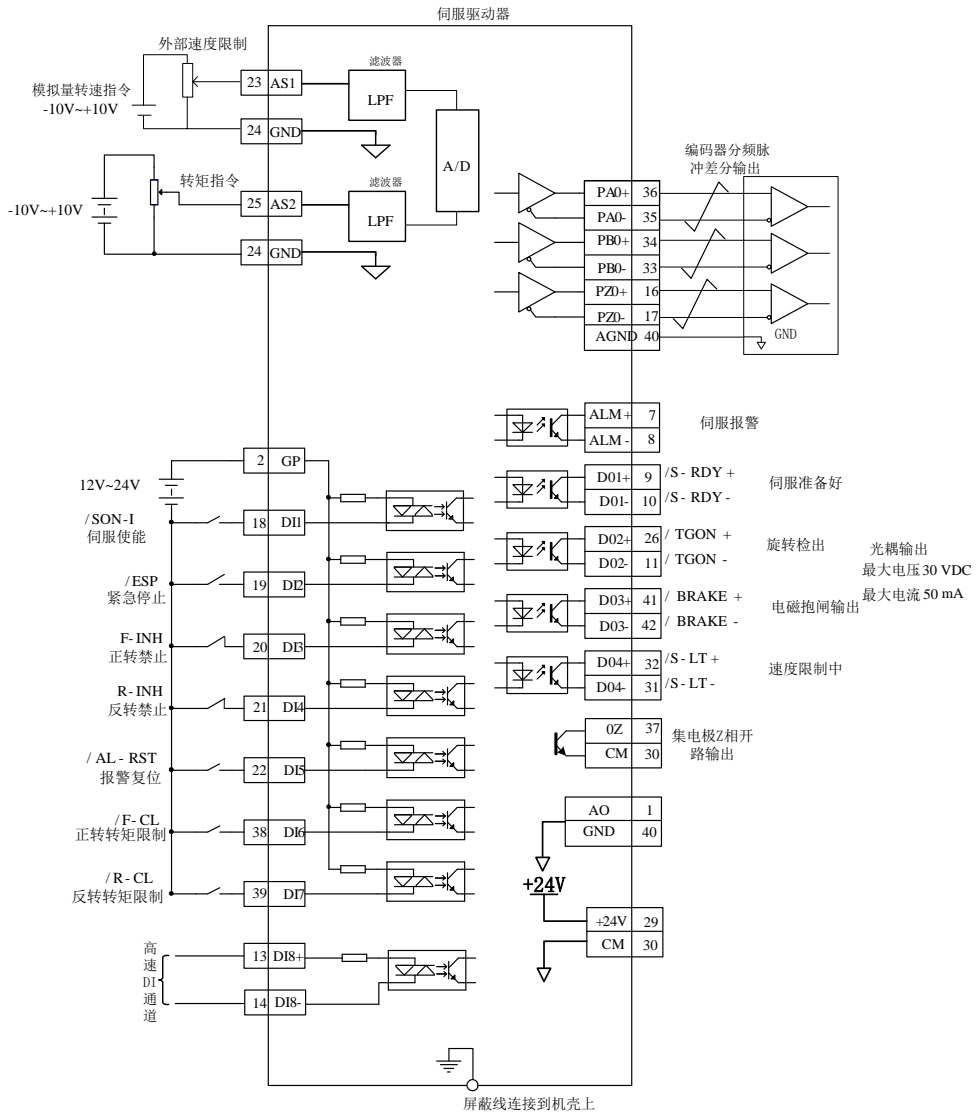 伺服驱动器
外部速度限制
模拟量转速指令
-10V~+10V
23 AS1
24 GND
滤波器
LPF
A/D
转矩指令
-10V~+10V
25 AS2
24 GND
滤波器
LPF
编码器分频脉
冲差分输出
PA0+ 36
PA0- 35
PB0+ 34
PB0- 33
PZ0+ 16
PZ0- 17
AGND 40
GND
ALM+ 7
ALM- 8
伺服报警
D01+ 9 /S- RDY +
D01- 10 /S- RDY -
伺服准备好
D02+ 26 / TGON +
D02- 11 / TGON -
旋转检出
D03+ 41 / BRAKE +
D03- 42 / BRAKE -
电磁抱闸输出
D04+ 32 /S-LT+
D04- 31 /S-LT-
速度限制中
光耦输出
最大电压30 VDC
最大电流50 mA
0Z 37
CM 30
集电极Z相开
路输出
AO 1
GND 40
+24V
+24V 29
CM 30
2 GP
12V~24V
/SON-I
伺服使能
18 DI1
/ESP
紧急停止
19 DI2
F-INH
正转禁止
20 DI3
R-INH
反转禁止
21 DI4
/ AL - RST
报警复位
22 DI5
/F-CL
正转转矩限制
38 DI6
/R-CL
反转转矩限制
39 DI7
高
速
DI
通
道
13 DI8+
14 DI8-
屏蔽线连接到机壳上